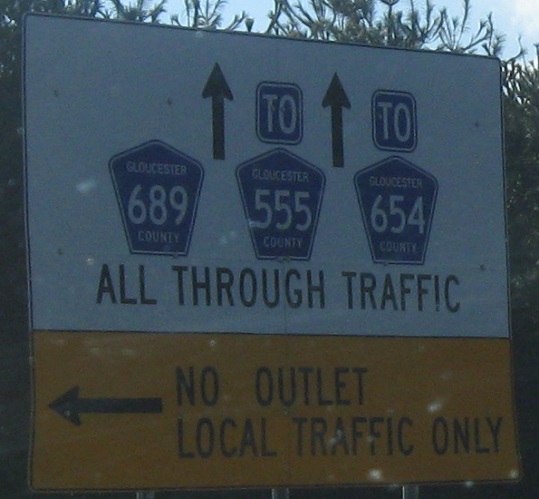 TO TO
GLOUCESTER GLOUCESTER GLOUCESTER
689 555 654
COUNTY COUNTY COUNTY
ALL THROUGH TRAFFIC
NO OUTLET
LOCAL TRAFFIC ONLY